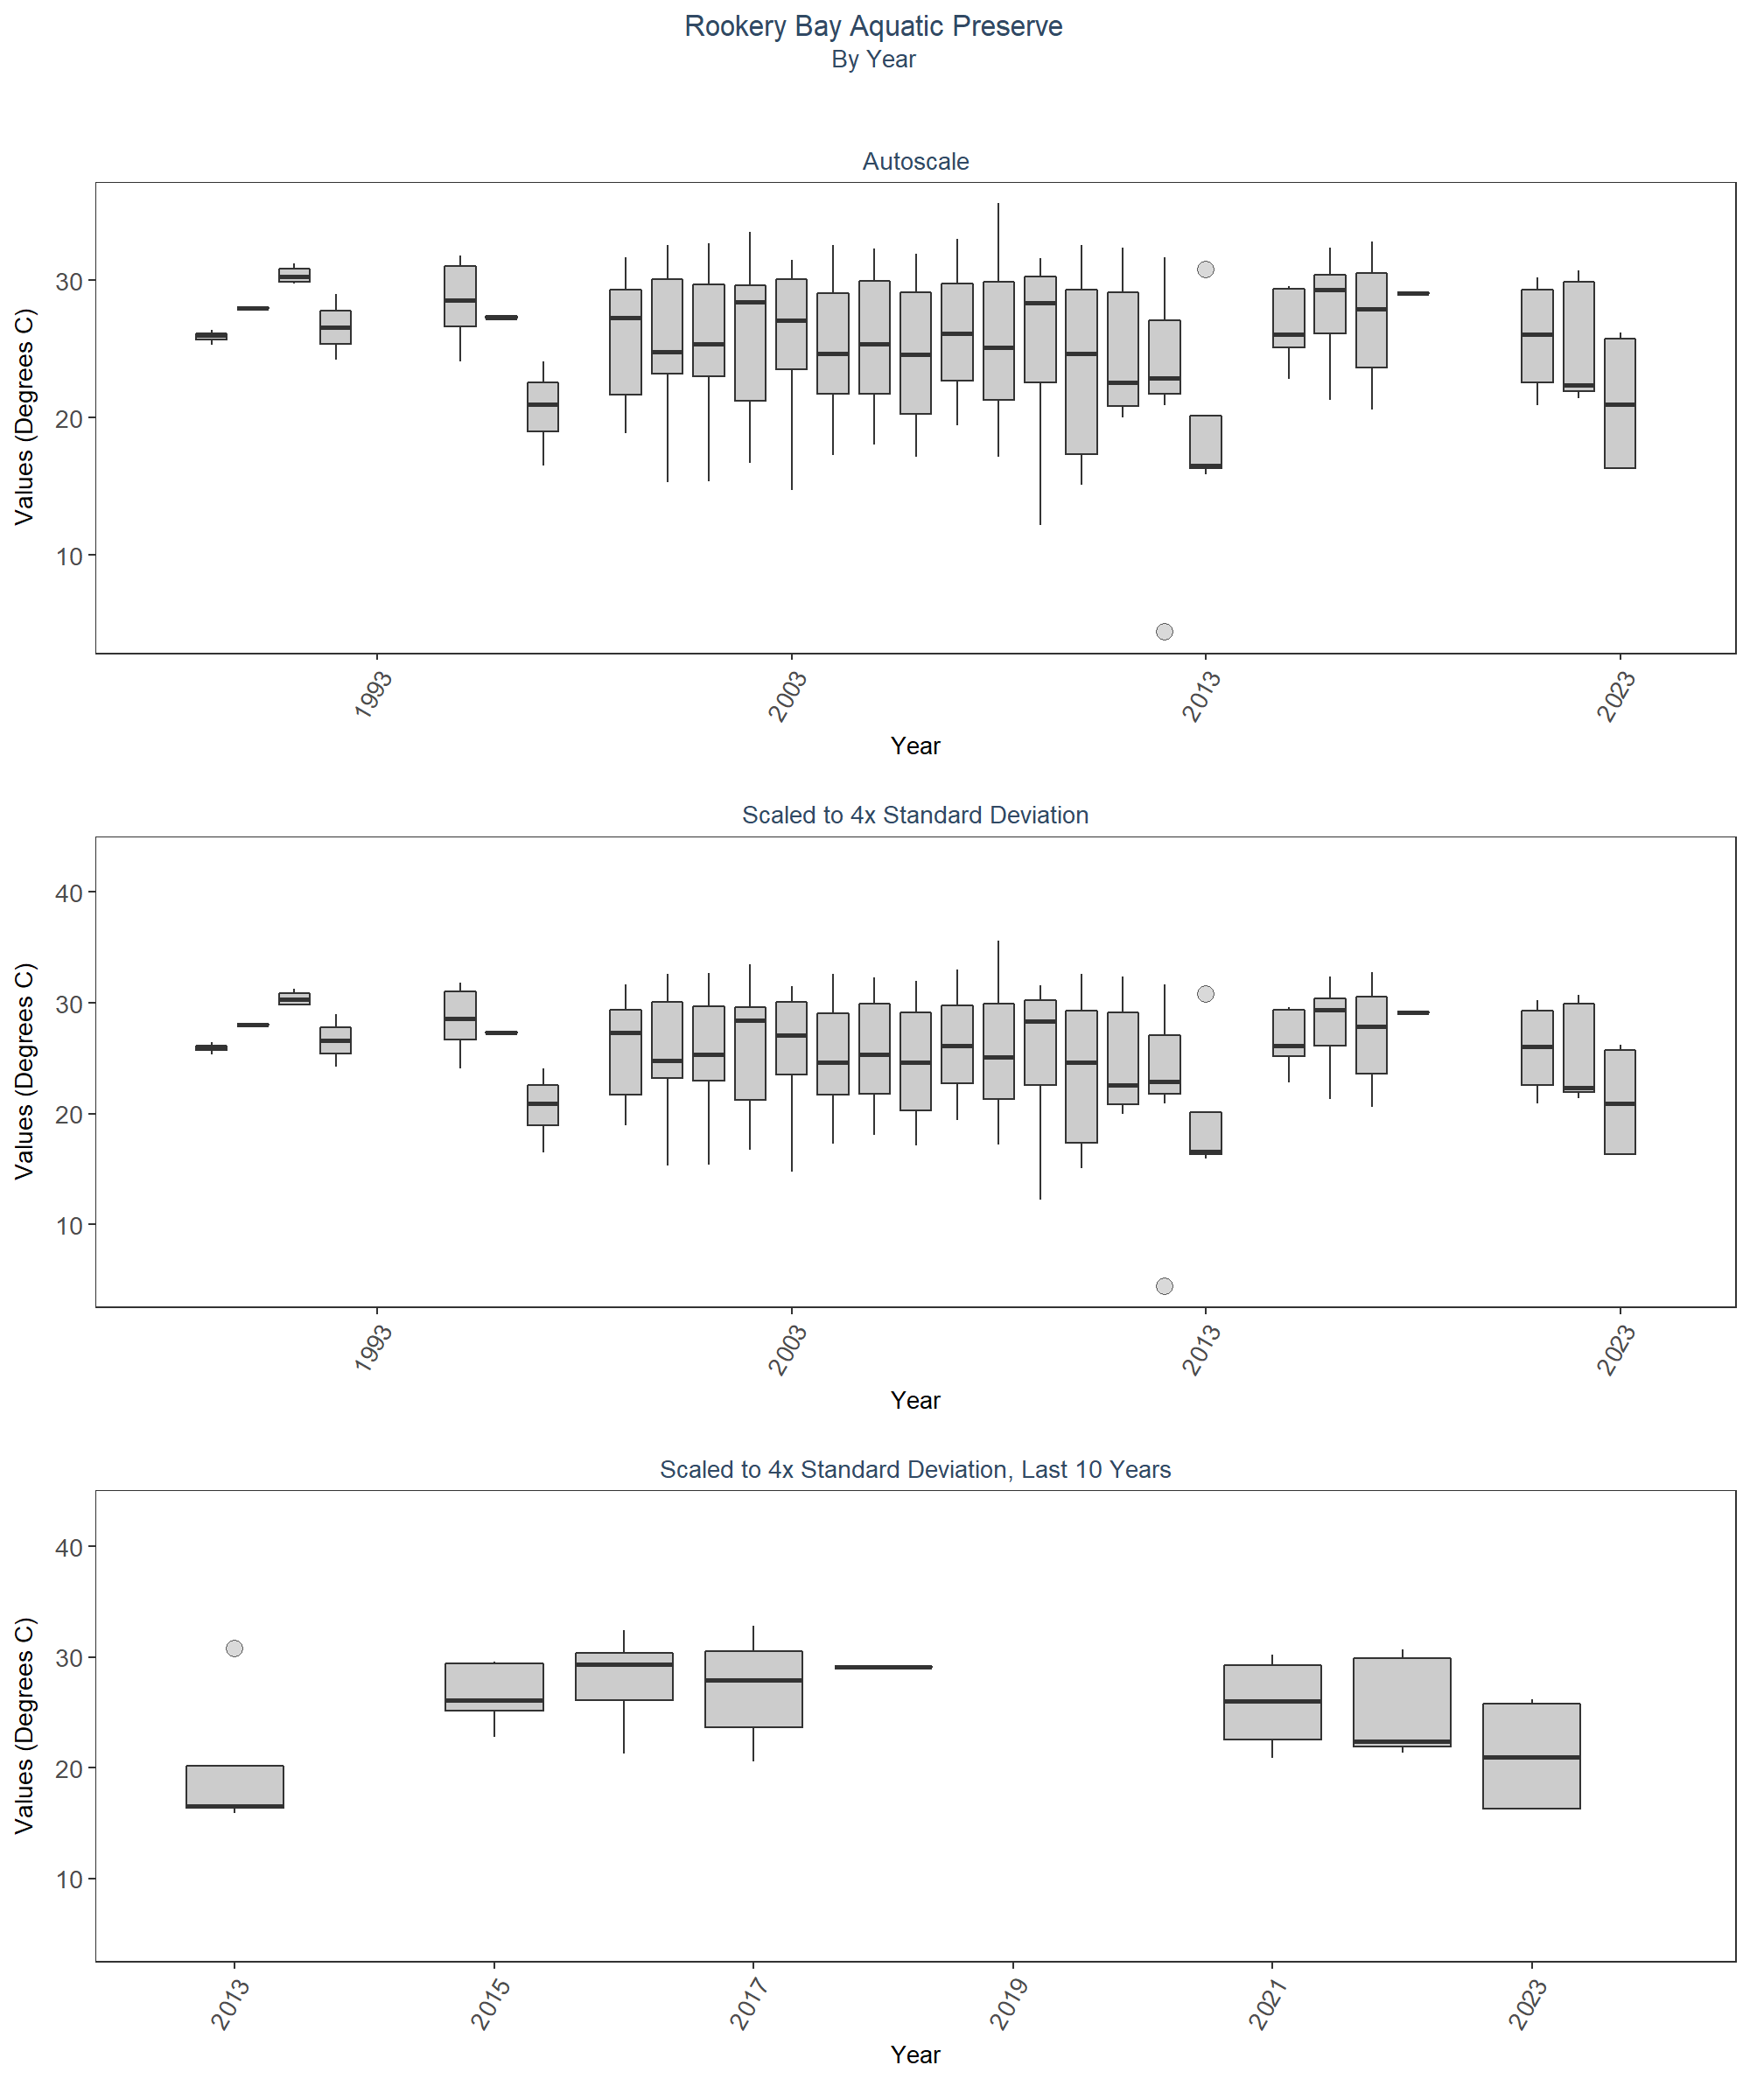 Rookery Bay Aquatic Preserve
By Year
Autoscale
Values (Degrees C)
30
20
10
1993 2003 2013 2023
Year
Scaled to 4x Standard Deviation
Values (Degrees C)
40
30
20
10
1993 2003 2013 2023
Year
Scaled to 4x Standard Deviation, Last 10 Years
Values (Degrees C)
40
30
20
10
2013 2015 2017 2019 2021 2023
Year